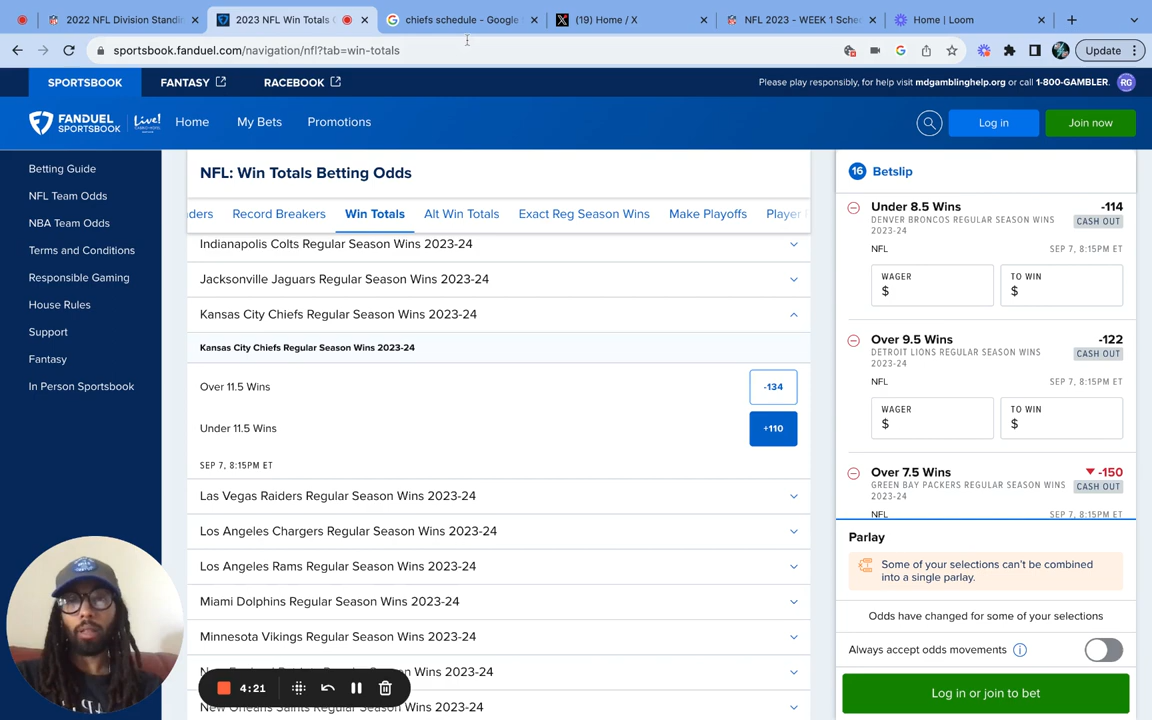 2022 NFL Division Standin
2023 NFL Win Totals
chiefs schedule - Google
(19) Home / X
NFL 2023 - WEEK 1 Sche
Home | Loom
sportsbook.fanduel.com/navigation/nfl?tab=win-totals
Update
SPORTSBOOK
FANTASY
RACEBOOK
Please play responsibly, for help visit mdgamblinghelp.org or call 1-800-GAMBLER.
RG
FANDUEL
SPORTSBOOK
Live!
Home
My Bets
Promotions
Log in
Join now
Betting Guide
NFL Team Odds
NBA Team Odds
Terms and Conditions
Responsible Gaming
House Rules
Support
Fantasy
In Person Sportsbook
NFL: Win Totals Betting Odds
ders
Record Breakers
Win Totals
Alt Win Totals
Exact Reg Season Wins
Make Playoffs
Player
Indianapolis Colts Regular Season Wins 2023-24
Jacksonville Jaguars Regular Season Wins 2023-24
Kansas City Chiefs Regular Season Wins 2023-24
Kansas City Chiefs Regular Season Wins 2023-24
Over 11.5 Wins
-134
Under 11.5 Wins
+110
SEP 7, 8:15PM ET
Las Vegas Raiders Regular Season Wins 2023-24
Los Angeles Chargers Regular Season Wins 2023-24
Los Angeles Rams Regular Season Wins 2023-24
Miami Dolphins Regular Season Wins 2023-24
Minnesota Vikings Regular Season Wins 2023-24
Wins 2023-24
New Orleans Saints Regular Season Wins 2023-24
4:21
16 Betslip
Under 8.5 Wins
-114
DENVER BRONCOS REGULAR SEASON WINS
2023-24
CASH OUT
NFL
SEP 7, 8:15PM ET
WAGER
$
TO WIN
$
Over 9.5 Wins
-122
DETROIT LIONS REGULAR SEASON WINS
2023-24
CASH OUT
NFL
SEP 7, 8:15PM ET
WAGER
$
TO WIN
$
Over 7.5 Wins
-150
GREEN BAY PACKERS REGULAR SEASON WINS
2023-24
CASH OUT
NFL
SEP 7, 8:15PM ET
Parlay
Some of your selections can't be combined
into a single parlay.
Odds have changed for some of your selections
Always accept odds movements
Log in or join to bet